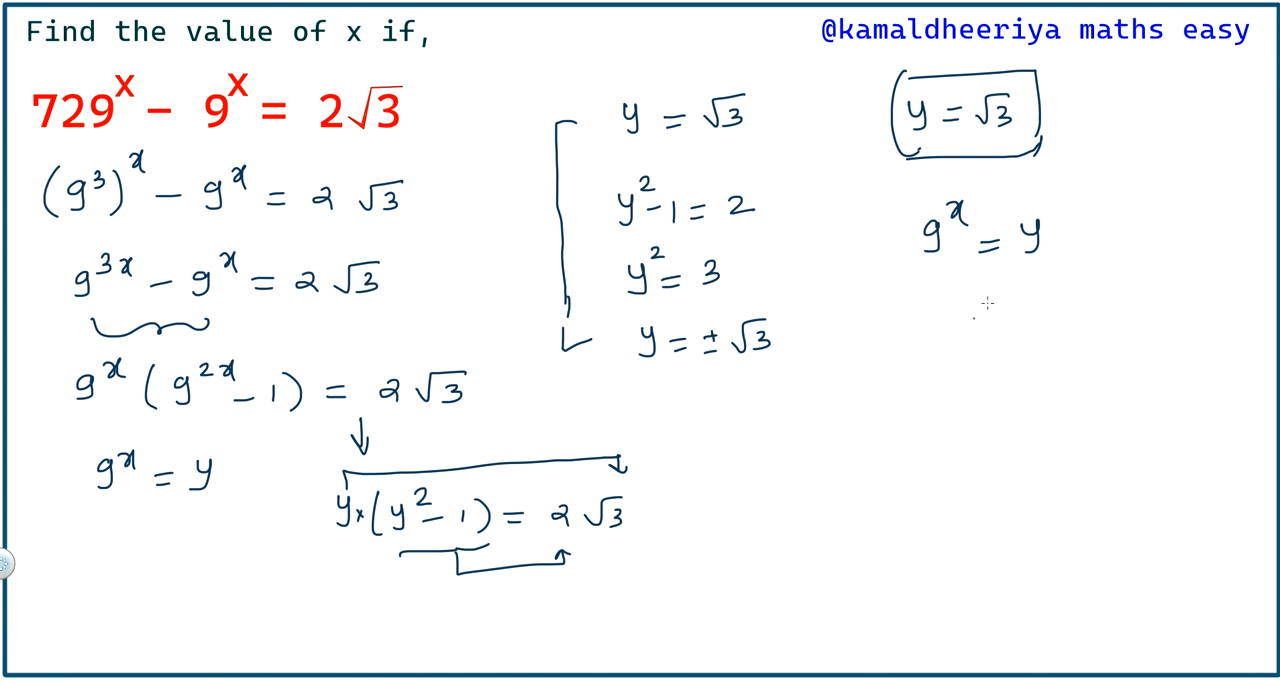 Find the value of x if,
@kamaldheeriya maths easy
729^x - 9^x = 2√3
(9^3)^x - 9^x = 2√3
9^3x - 9^x = 2√3
9^x (9^2x - 1) = 2√3
9^x = y
y×(y^2 - 1) = 2√3
y = √3
y^2 - 1 = 2
y^2 = 3
y = ±√3
y = √3
9^x = y